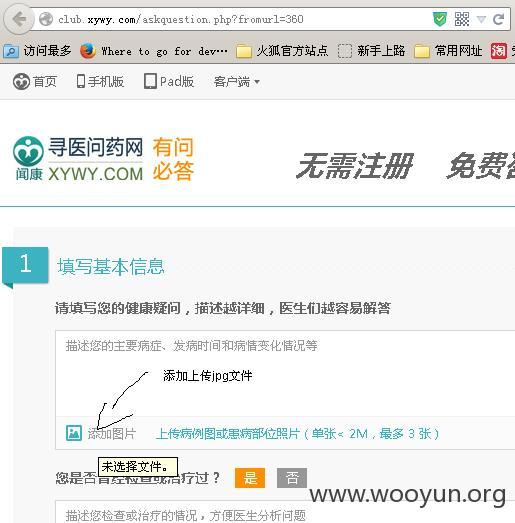 club.xywy.com/askquestion.php?fromurl=360
访问最多 Where to go for dev… 火狐官方站点 新手上路 常用网址 淘
首页 手机版 Pad版 客户端
寻医问药网 有问
闻康 XYWY.COM 必答
无需注册 免费
1 填写基本信息
请填写您的健康疑问，描述越详细，医生们越容易解答
描述您的主要病症、发病时间和病情变化情况等
添加上传jpg文件
添加图片 上传病例图或患病部位照片（单张< 2M，最多 3 张）
未选择文件。
您是否曾经检查或治疗过？ 是 否
www.wooyun.org
描述您检查或治疗的情况，方便医生分析问题